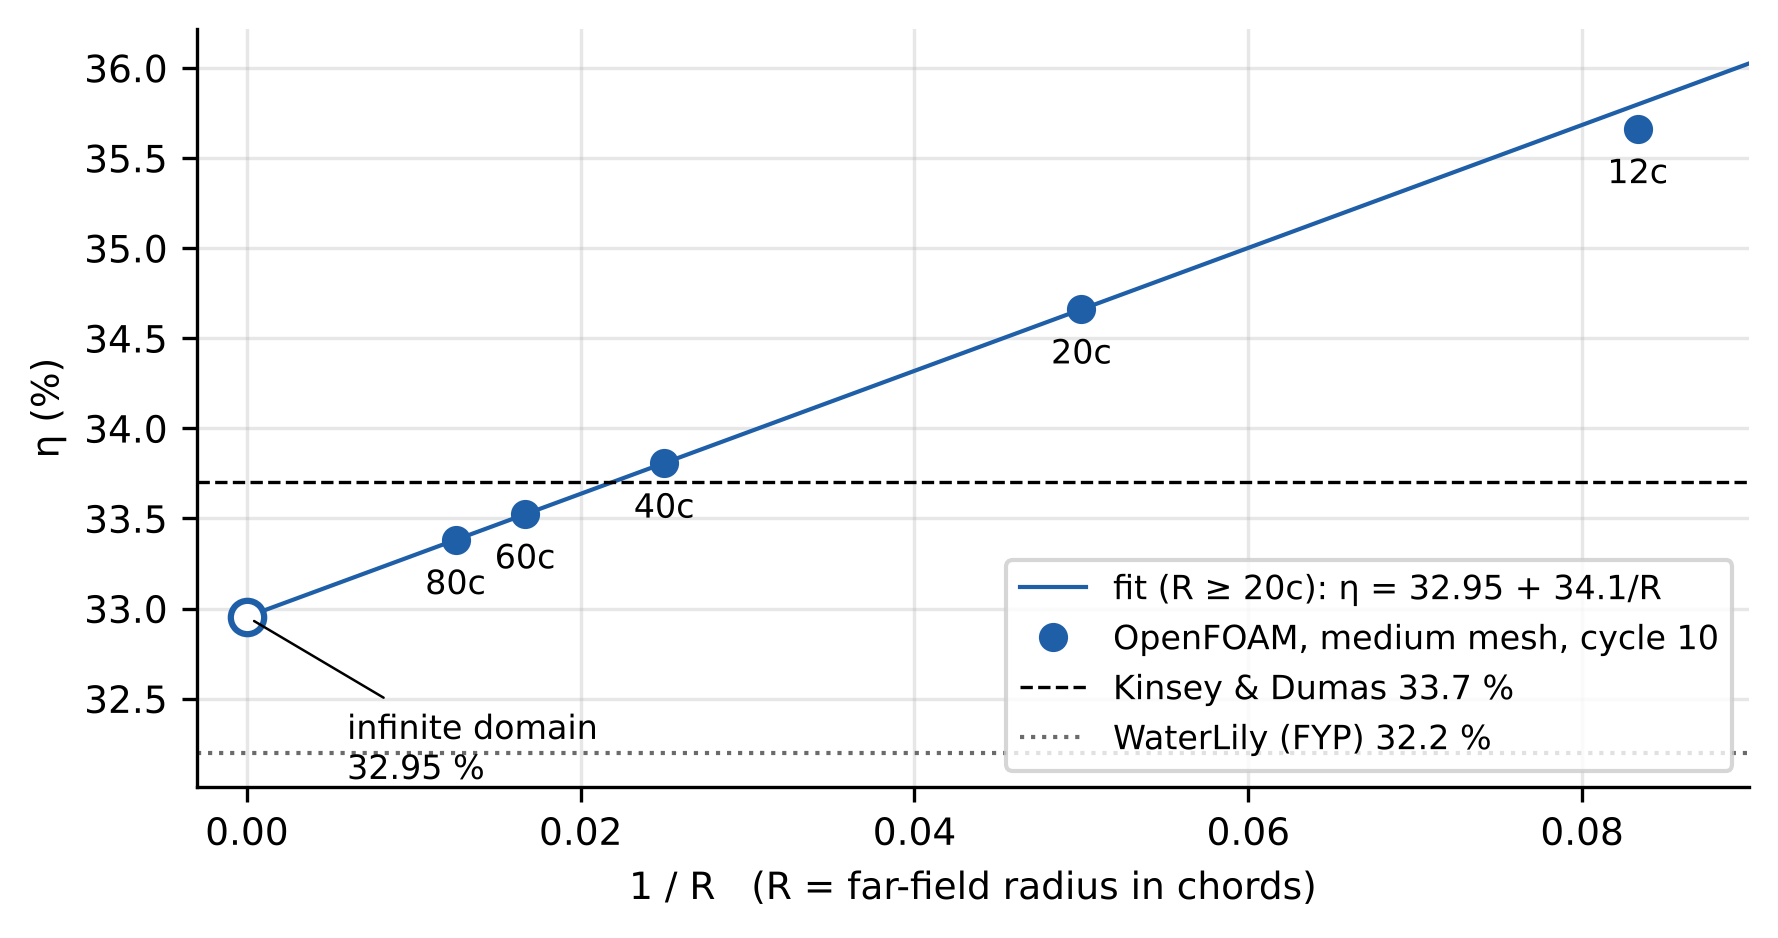 36.0
35.5
35.0
34.5
34.0
33.5
33.0
32.5
η (%)
12c
20c
40c
60c
80c
infinite domain
32.95 %
fit (R ≥ 20c): η = 32.95 + 34.1/R
OpenFOAM, medium mesh, cycle 10
Kinsey & Dumas 33.7 %
WaterLily (FYP) 32.2 %
0.00 0.02 0.04 0.06 0.08
1 / R (R = far-field radius in chords)